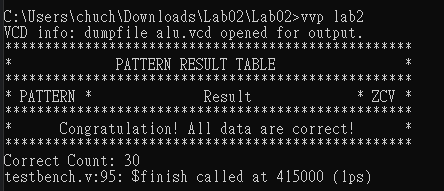 C:\Users\chuch\Downloads\Lab02\Lab02>vvp lab2
VCD info: dumpfile alu.vcd opened for output.
***************************************************
*             PATTERN RESULT TABLE                *
***************************************************
* PATTERN *              Result             * ZCV *
***************************************************
*      Congratulation! All data are correct!      *
***************************************************
Correct Count: 30
testbench.v:95: $finish called at 415000 (1ps)